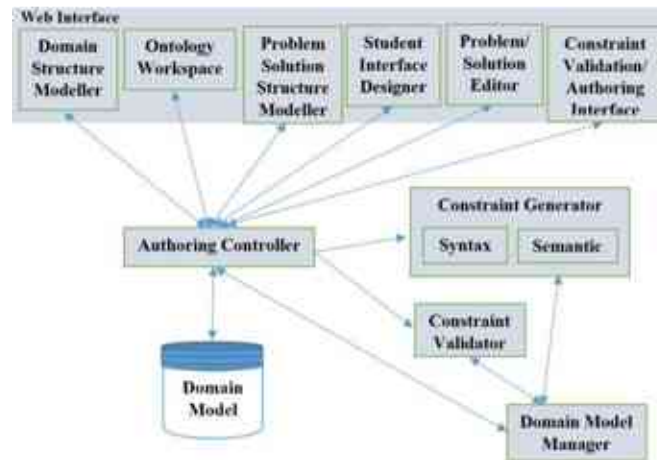 Web Interface
Domain
Structure
Modeller
Ontology
Workspace
Problem
Solution
Structure
Modeller
Student
Interface
Designer
Problem/
Solution
Editor
Constraint
Validation/
Authoring
Interface
Authoring Controller
Constraint Generator
Syntax
Semantic
Constraint
Validator
Domain
Model
Domain Model
Manager